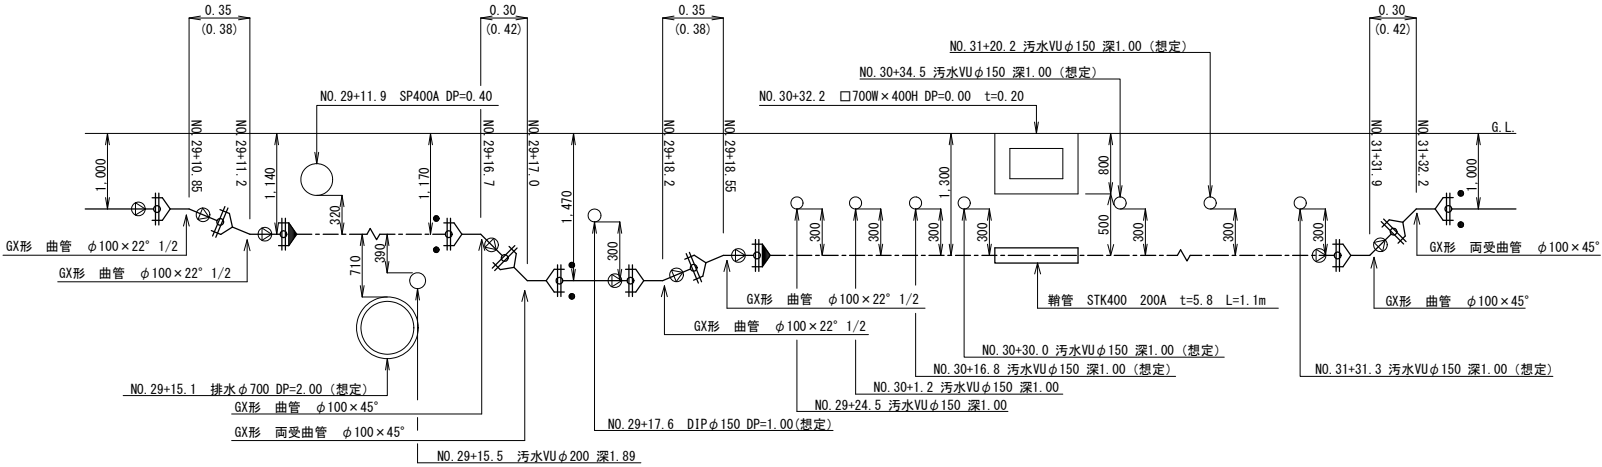 0.35
(0.38)
0.30
(0.42)
0.35
(0.38)
0.30
(0.42)
NO.31+20.2 汚水VUφ150 深1.00 (想定)
NO.30+34.5 汚水VUφ150 深1.00 (想定)
NO.29+11.9 SP400A DP=0.40
NO.30+32.2 □700W×400H DP=0.00 t=0.20
G.L.
1,000
NO.29+10.85
NO.29+11.2
1,140
320
1,170
NO.29+16.7
NO.29+17.0
1,470
NO.29+18.2
NO.29+18.55
1,300
800
500
NO.31+31.9
NO.31+32.2
1,000
710
390
300
300
300
300
300
300
300
300
GX形 曲管 φ100×22° 1/2
GX形 曲管 φ100×22° 1/2
GX形 両受曲管 φ100×45°
GX形 曲管 φ100×22° 1/2
鞘管 STK400 200A t=5.8 L=1.1m
GX形 曲管 φ100×45°
GX形 曲管 φ100×22° 1/2
NO.30+30.0 汚水VUφ150 深1.00 (想定)
NO.30+16.8 汚水VUφ150 深1.00 (想定)
NO.31+31.3 汚水VUφ150 深1.00 (想定)
NO.29+15.1 排水φ700 DP=2.00 (想定)
NO.30+1.2 汚水VUφ150 深1.00
GX形 曲管 φ100×45°
NO.29+24.5 汚水VUφ150 深1.00
NO.29+17.6 DIPφ150 DP=1.00(想定)
GX形 両受曲管 φ100×45°
NO.29+15.5 汚水VUφ200 深1.89